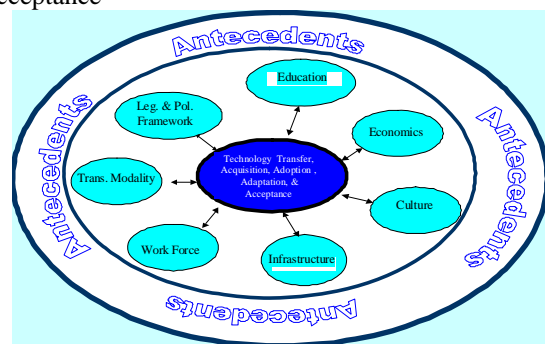 cceptance
Antecedents
Education
Leg. & Pol.
Framework
Economics
Antecedents
Antecedents
Technology Transfer,
Acquisition, Adoption ,
Adaptation, &
Acceptance
Trans. Modality
Culture
Work Force
Infrastructure
Antecedents